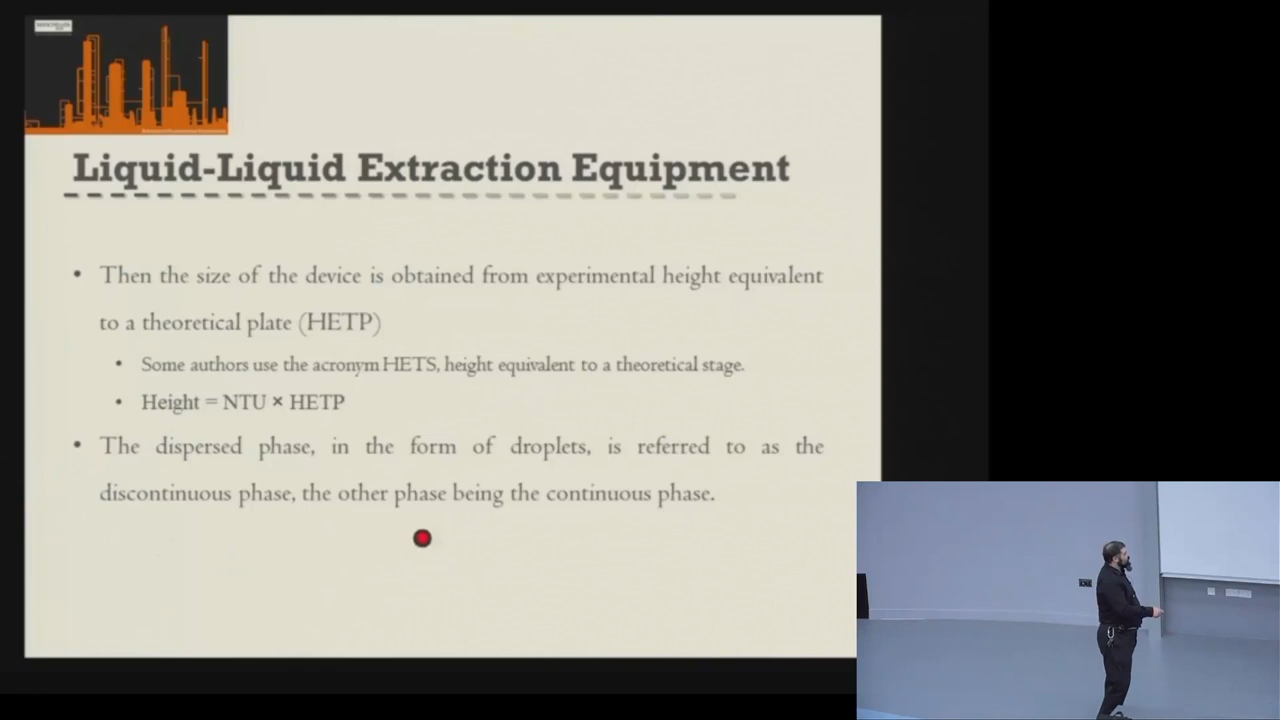 Liquid-Liquid Extraction Equipment
• Then the size of the device is obtained from experimental height equivalent
to a theoretical plate (HETP)
• Some authors use the acronym HETS, height equivalent to a theoretical stage.
• Height = NTU × HETP
• The dispersed phase, in the form of droplets, is referred to as the
discontinuous phase, the other phase being the continuous phase.